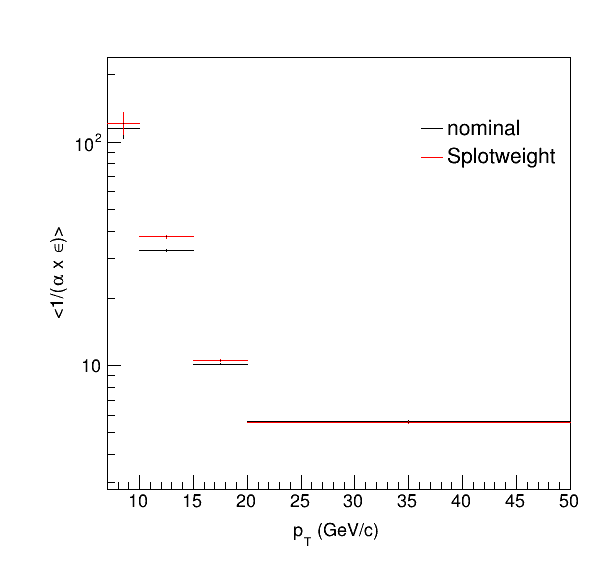 nominal
Splotweight
10²
10
<1/(α x ϵ)>
10 15 20 25 30 35 40 45 50
p_T (GeV/c)